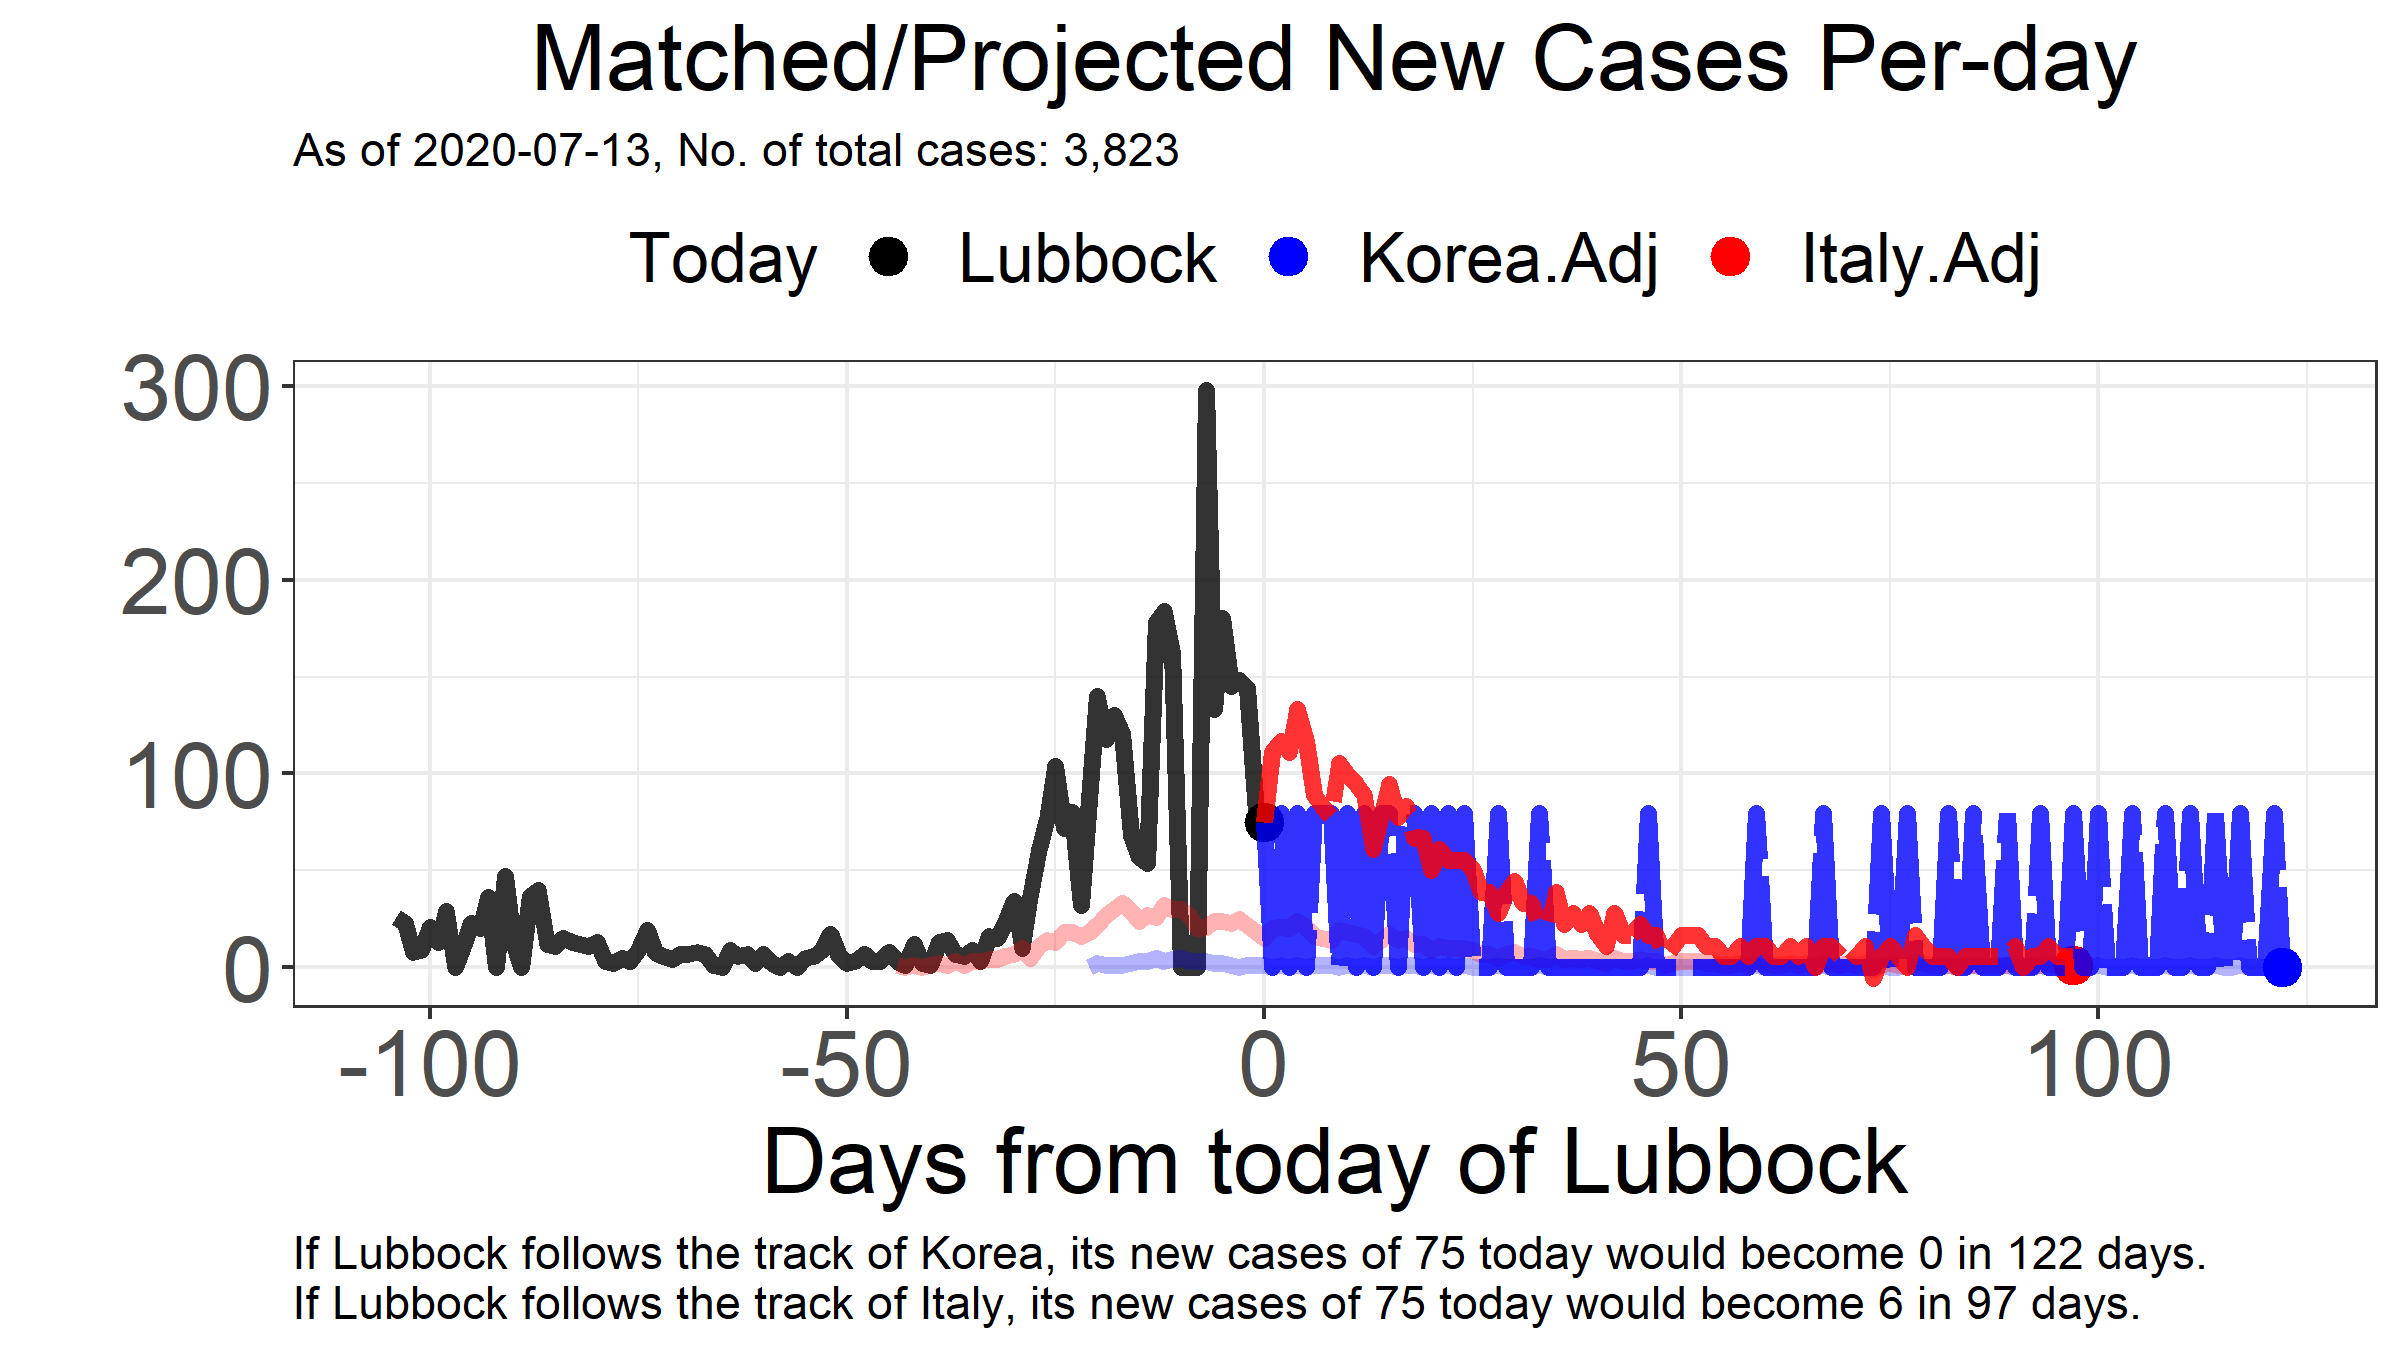 Matched/Projected New Cases Per-day
As of 2020-07-13, No. of total cases: 3,823
Today Lubbock Korea.Adj Italy.Adj
300
200
100
0
-100 -50 0 50 100
Days from today of Lubbock
If Lubbock follows the track of Korea, its new cases of 75 today would become 0 in 122 days.
If Lubbock follows the track of Italy, its new cases of 75 today would become 6 in 97 days.